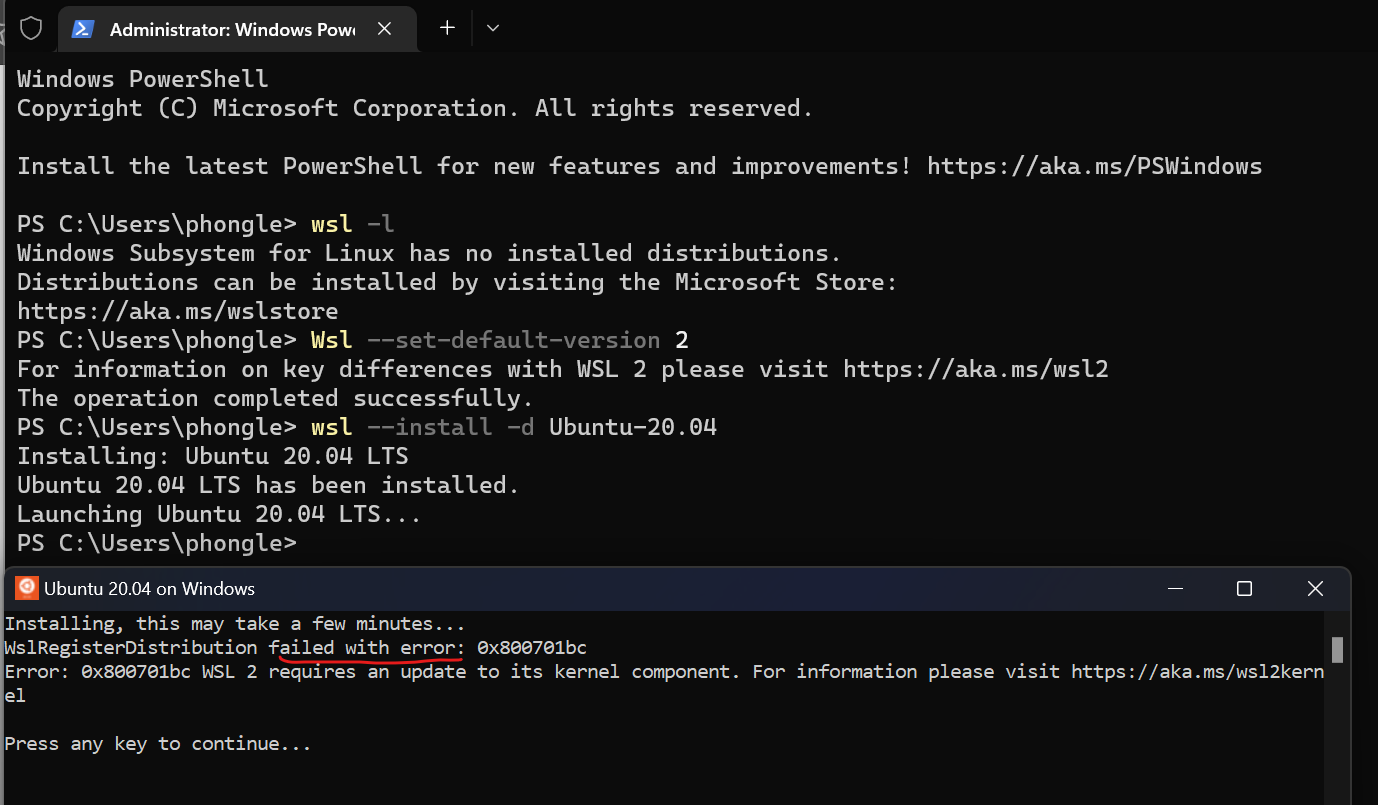 Administrator: Windows Powe
Windows PowerShell
Copyright (C) Microsoft Corporation. All rights reserved.
Install the latest PowerShell for new features and improvements! https://aka.ms/PSWindows
PS C:\Users\phongle> wsl -l
Windows Subsystem for Linux has no installed distributions.
Distributions can be installed by visiting the Microsoft Store:
https://aka.ms/wslstore
PS C:\Users\phongle> Wsl --set-default-version 2
For information on key differences with WSL 2 please visit https://aka.ms/wsl2
The operation completed successfully.
PS C:\Users\phongle> wsl --install -d Ubuntu-20.04
Installing: Ubuntu 20.04 LTS
Ubuntu 20.04 LTS has been installed.
Launching Ubuntu 20.04 LTS...
PS C:\Users\phongle>
Ubuntu 20.04 on Windows
Installing, this may take a few minutes...
WslRegisterDistribution failed with error: 0x800701bc
Error: 0x800701bc WSL 2 requires an update to its kernel component. For information please visit https://aka.ms/wsl2kern
el
Press any key to continue...